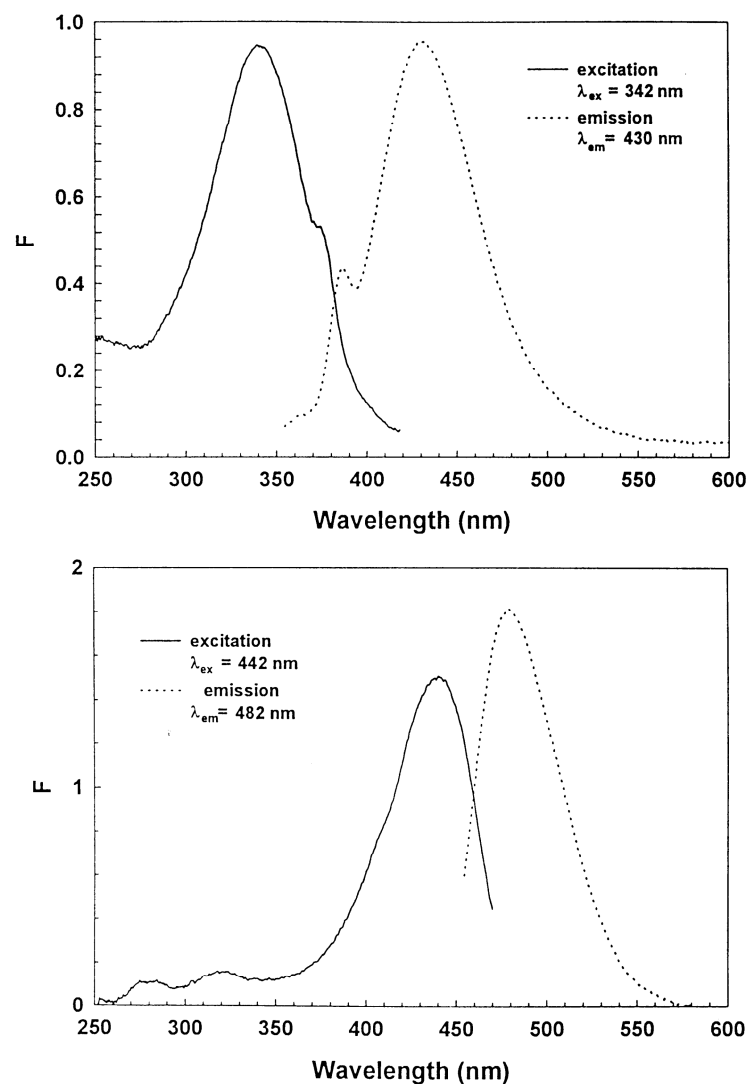 1.0
0.8
0.6
0.4
0.2
0.0
F
excitation
λex = 342 nm
emission
λem = 430 nm
250 300 350 400 450 500 550 600
Wavelength (nm)
2
1
0
F
excitation
λex = 442 nm
emission
λem= 482 nm
250 300 350 400 450 500 550 600
Wavelength (nm)